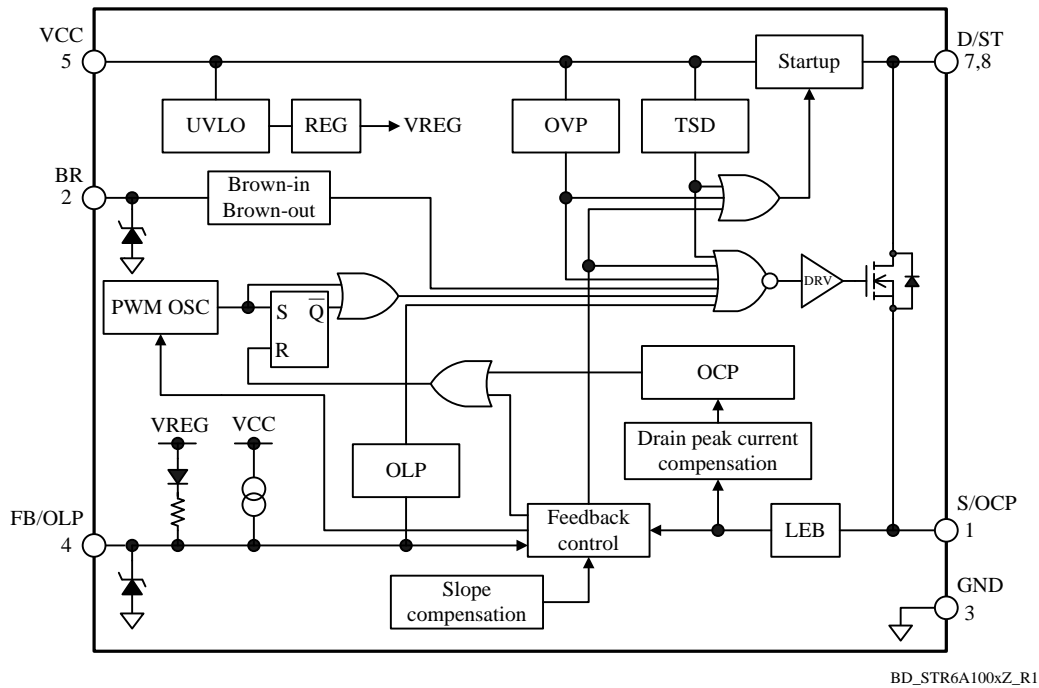 VCC
5
D/ST
7,8
Startup
UVLO
REG
VREG
OVP
TSD
BR
2
Brown-in
Brown-out
PWM OSC
S
Q̅
R
DRV
OCP
VREG
VCC
Drain peak current
compensation
OLP
FB/OLP
4
Feedback
control
LEB
S/OCP
1
Slope
compensation
GND
3
BD_STR6A100xZ_R1